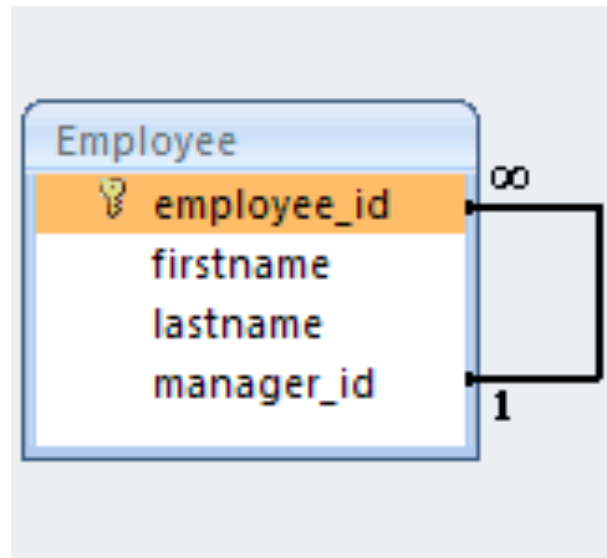 Employee
∞
employee_id
firstname
lastname
manager_id
1